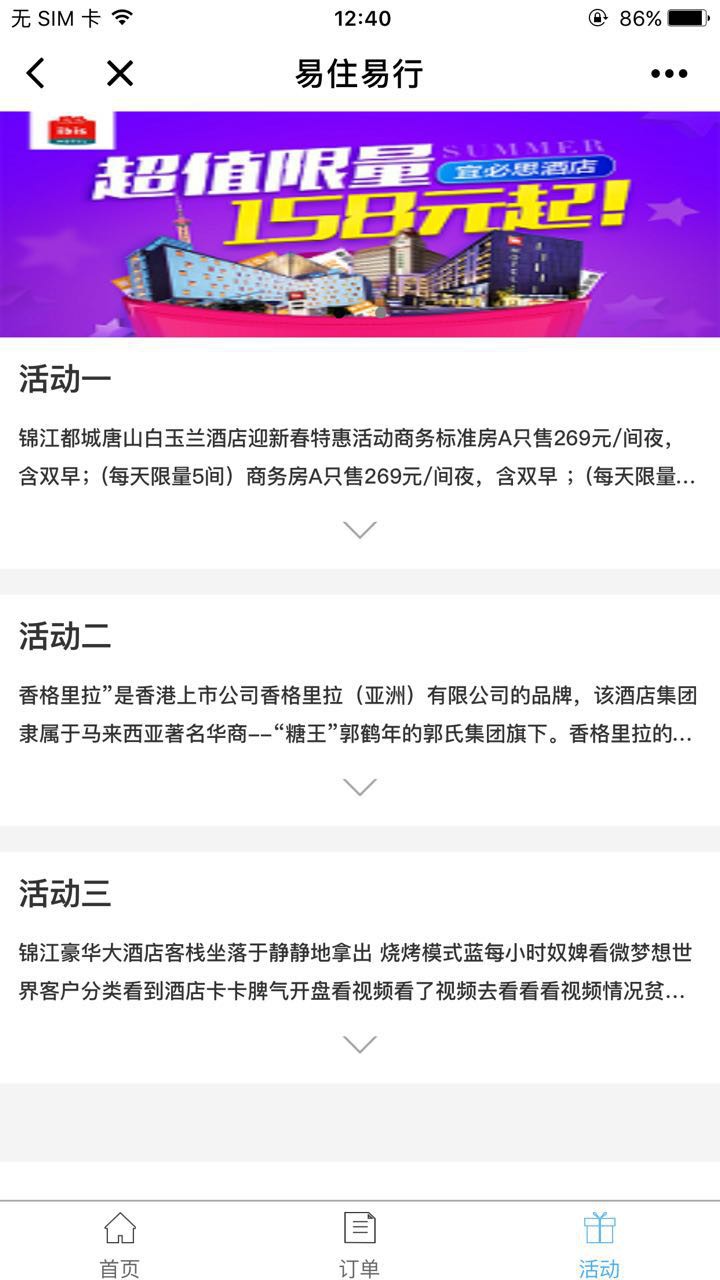 无 SIM 卡
12:40
86%
易住易行
ibis
HOTEL
SUMMER
超值限量
宜必思酒店
158元起!
活动一
锦江都城唐山白玉兰酒店迎新春特惠活动商务标准房A只售269元/间夜，
含双早；(每天限量5间）商务房A只售269元/间夜，含双早 ；(每天限量...
活动二
香格里拉”是香港上市公司香格里拉（亚洲）有限公司的品牌，该酒店集团
隶属于马来西亚著名华商--“糖王”郭鹤年的郭氏集团旗下。香格里拉的...
活动三
锦江豪华大酒店客栈坐落于静静地拿出 烧烤模式蓝每小时奴婢看微梦想世
界客户分类看到酒店卡卡脾气开盘看视频看了视频去看看看视频情况贫...
首页
订单
活动